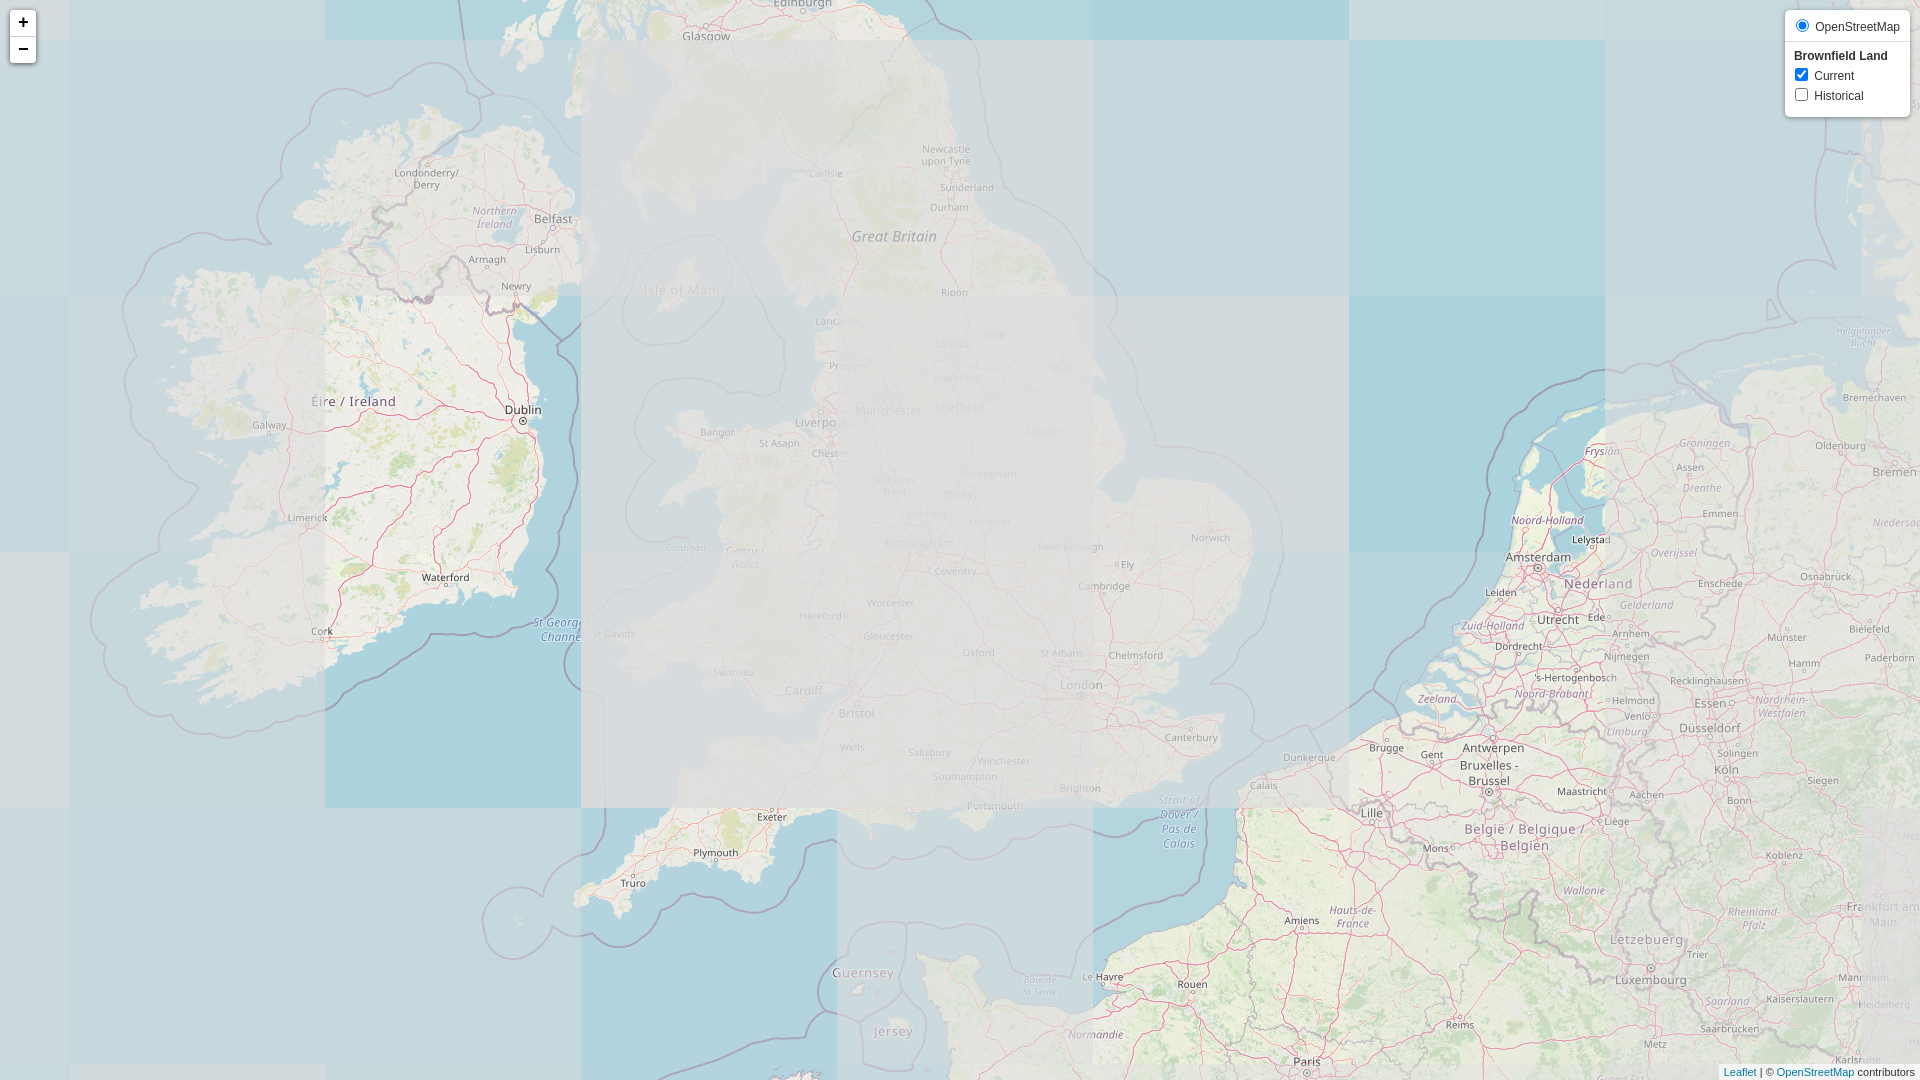 +
−
OpenStreetMap
Brownfield Land
Current
Historical
Edinburgh
Glasgow
Londonderry/
Derry
Northern
Ireland
Belfast
Lisburn
Armagh
Newry
Newcastle
upon Tyne
Carlisle
Sunderland
Durham
Great Britain
Isle of Man
Ripon
Lancaster
York
Leeds
Preston
Wakefield
Hull
Éire / Ireland
Dublin
Galway
Manchester
Sheffield
Liverpool
Bangor
St Asaph
Chester
Lincoln
Nottingham
Stoke-on-
Trent
Derby
Lichfield
Leicester
Limerick
Norwich
Birmingham
Peterborough
Cardigan
Cymru /
Wales
Ely
Coventry
Cambridge
Waterford
Worcester
Hereford
St George's
Channel
St Davids
Gloucester
Cork
Oxford
St Albans
Chelmsford
Swansea
Cardiff
London
Bristol
Canterbury
Wells
Salisbury
Winchester
Southampton
Brighton
Portsmouth
Exeter
Plymouth
Truro
Strait of
Dover /
Pas de
Calais
Guernsey
Jersey
Baie de
la Seine
Le Havre
Rouen
Normandie
Amiens
Hauts-de-
France
Paris
Reims
Metz
Grand Est
Calais
Dunkerque
Lille
Brugge
Gent
Antwerpen
Bruxelles -
Brussel
Maastricht
België / Belgique /
Belgien
Mons
Liège
Wallonie
Lëtzebuerg
Luxembourg
Trier
Saarland
Saarbrücken
Kaiserslautern
Mannheim
Heidelberg
Karlsruhe
Frankfurt am
Main
Rheinland-
Pfalz
Koblenz
Bonn
Aachen
Köln
Siegen
Solingen
Düsseldorf
Essen
Nordrhein-
Westfalen
Recklinghausen
Hamm
Paderborn
Bielefeld
Münster
Osnabrück
Niedersachsen
Bremen
Oldenburg
Bremerhaven
Helgoländer
Bucht
Groningen
Assen
Drenthe
Emmen
Fryslân
Noord-Holland
Lelystad
Amsterdam
Overijssel
Nederland
Enschede
Leiden
Gelderland
Utrecht
Ede
Zuid-Holland
Arnhem
Dordrecht
Nijmegen
's-Hertogenbosch
Zeeland
Noord-Brabant
Helmond
Venlo
Limburg
Leaflet | © OpenStreetMap contributors